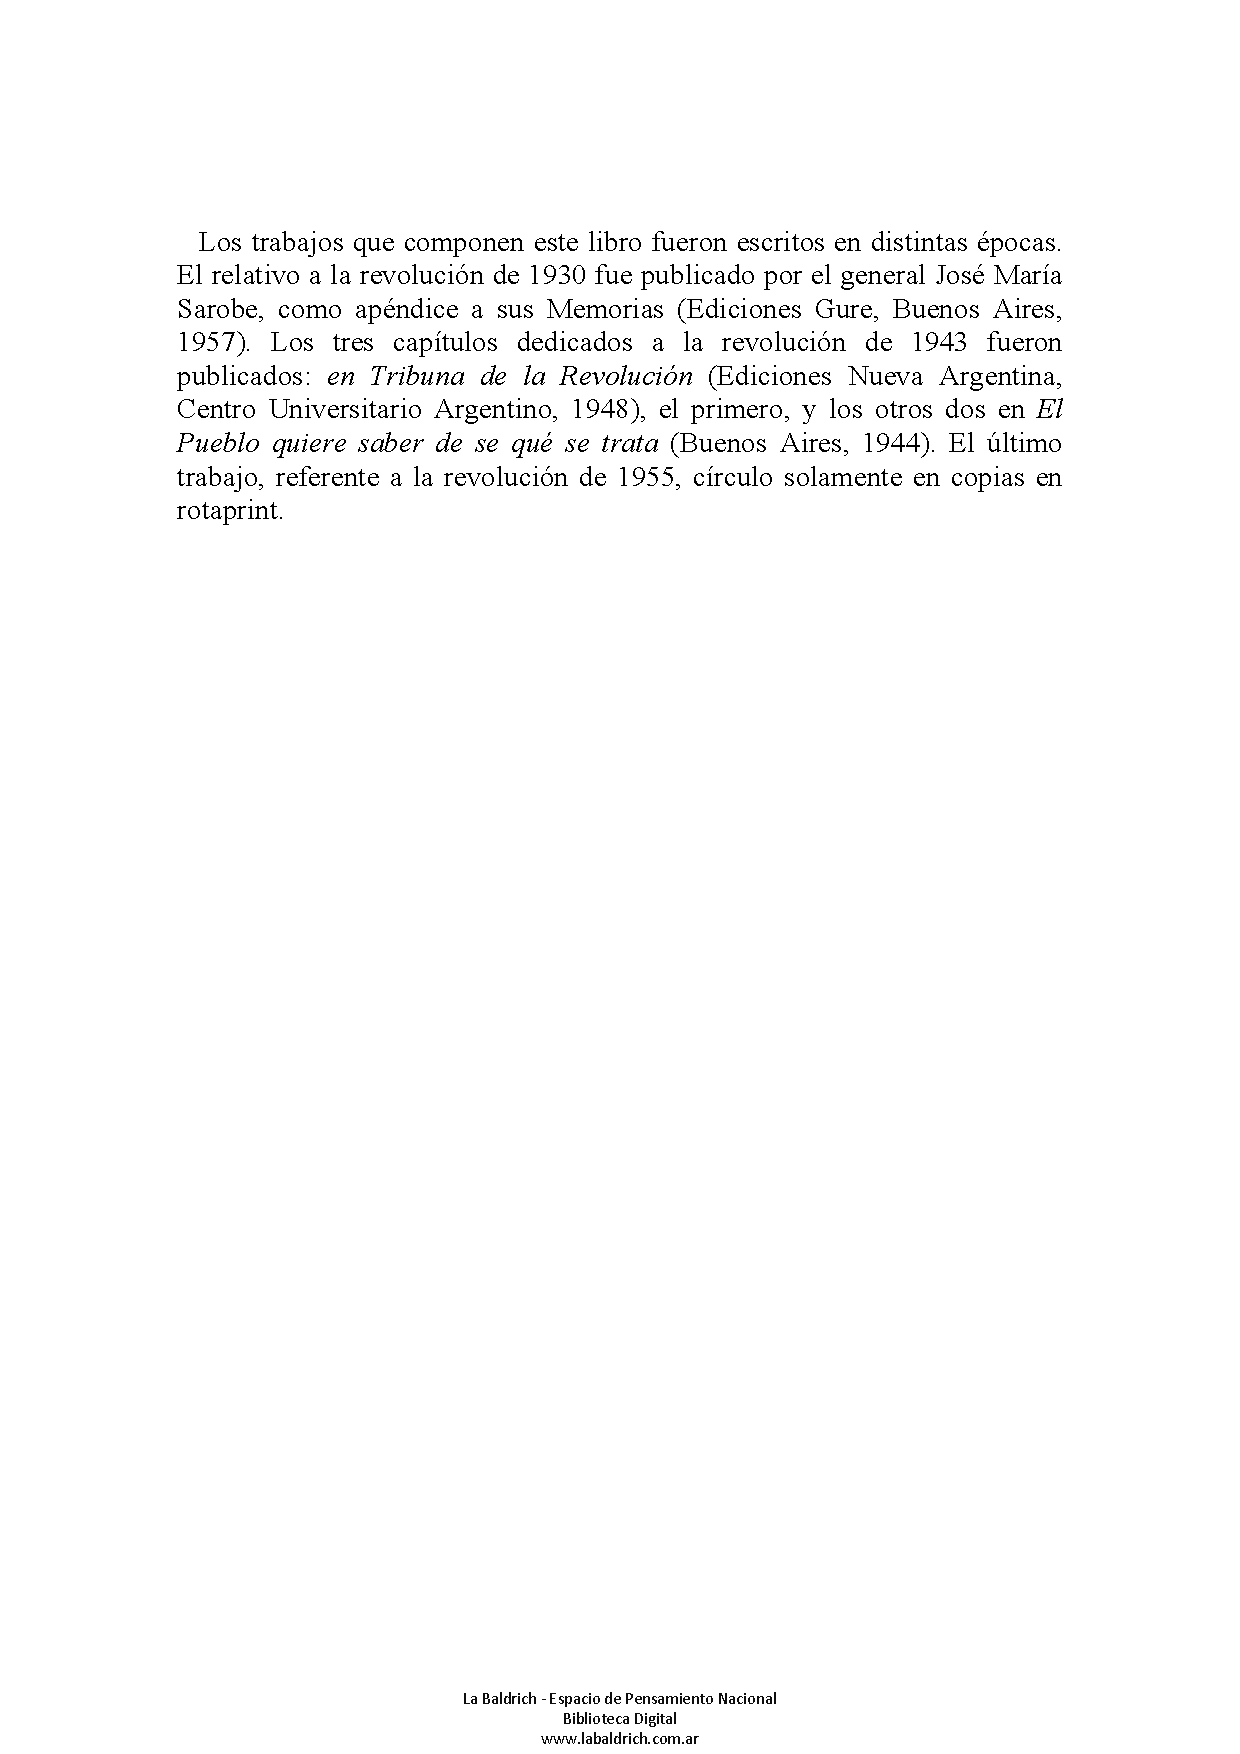 Los trabajos que componen este libro fueron escritos en distintas épocas.
El relativo a la revolución de 1930 fue publicado por el general José María
Sarobe, como apéndice a sus Memorias (Ediciones Gure, Buenos Aires,
1957). Los tres capítulos dedicados a la revolución de 1943 fueron
publicados: en Tribuna de la Revolución (Ediciones Nueva Argentina,
Centro Universitario Argentino, 1948), el primero, y los otros dos en El
Pueblo quiere saber de se qué se trata (Buenos Aires, 1944). El último
trabajo, referente a la revolución de 1955, círculo solamente en copias en
rotaprint.
La Baldrich - Espacio de Pensamiento Nacional
Biblioteca Digital
www.labaldrich.com.ar